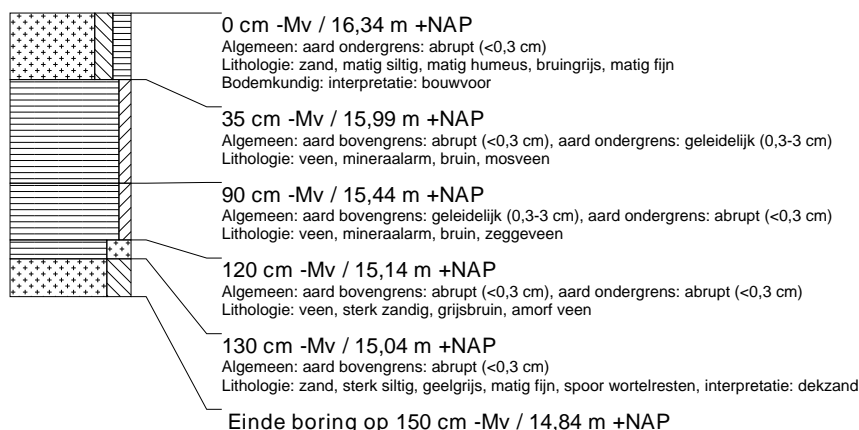 0 cm -Mv / 16,34 m +NAP
Algemeen: aard ondergrens: abrupt (<0,3 cm)
Lithologie: zand, matig siltig, matig humeus, bruingrijs, matig fijn
Bodemkundig: interpretatie: bouwvoor
35 cm -Mv / 15,99 m +NAP
Algemeen: aard bovengrens: abrupt (<0,3 cm), aard ondergrens: geleidelijk (0,3-3 cm)
Lithologie: veen, mineraalarm, bruin, mosveen
90 cm -Mv / 15,44 m +NAP
Algemeen: aard bovengrens: geleidelijk (0,3-3 cm), aard ondergrens: abrupt (<0,3 cm)
Lithologie: veen, mineraalarm, bruin, zeggeveen
120 cm -Mv / 15,14 m +NAP
Algemeen: aard bovengrens: abrupt (<0,3 cm), aard ondergrens: abrupt (<0,3 cm)
Lithologie: veen, sterk zandig, grijsbruin, amorf veen
130 cm -Mv / 15,04 m +NAP
Algemeen: aard bovengrens: abrupt (<0,3 cm)
Lithologie: zand, sterk siltig, geelgrijs, matig fijn, spoor wortelresten, interpretatie: dekzand
Einde boring op 150 cm -Mv / 14,84 m +NAP